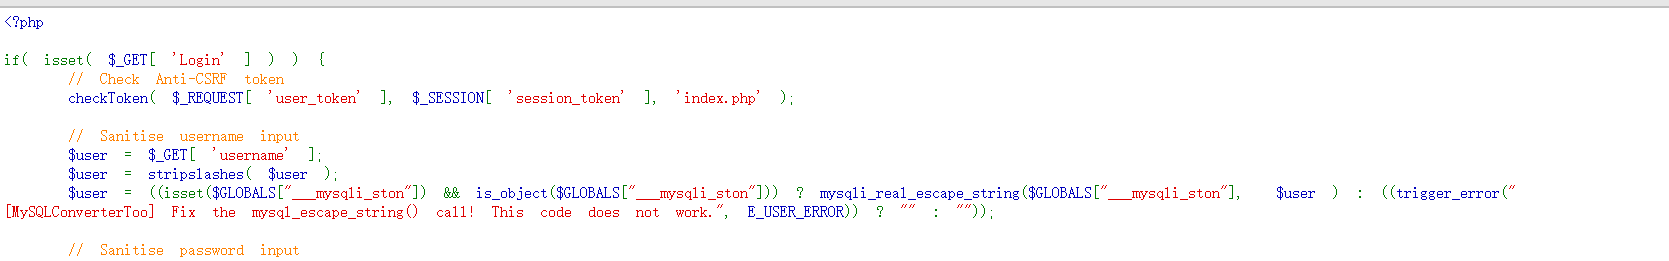 <?php
if( isset( $_GET[ 'Login' ] ) ) {
// Check Anti-CSRF token
checkToken( $_REQUEST[ 'user_token' ], $_SESSION[ 'session_token' ], 'index.php' );
// Sanitise username input
$user = $_GET[ 'username' ];
$user = stripslashes( $user );
$user = ((isset($GLOBALS["___mysqli_ston"]) && is_object($GLOBALS["___mysqli_ston"])) ? mysqli_real_escape_string($GLOBALS["___mysqli_ston"], $user ) : ((trigger_error("
[MySQLConverterToo] Fix the mysql_escape_string() call! This code does not work.", E_USER_ERROR)) ? "" : ""));
// Sanitise password input